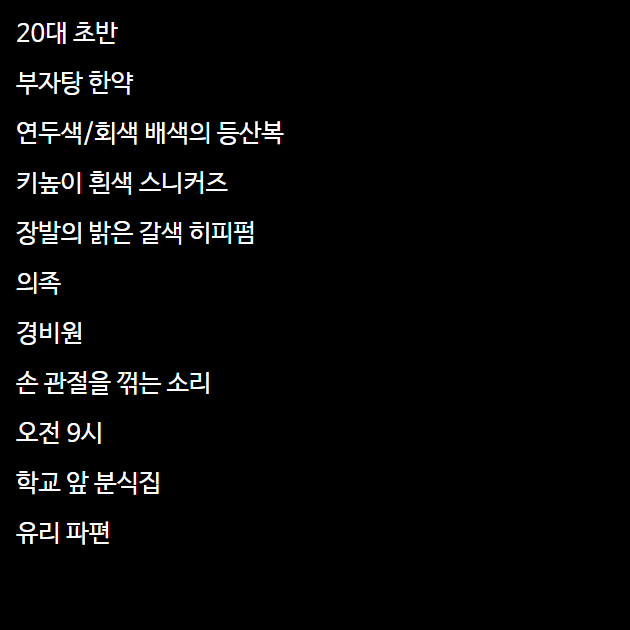 20대 초반
부자탕 한약
연두색/회색 배색의 등산복
키높이 흰색 스니커즈
장발의 밝은 갈색 히피펌
의족
경비원
손 관절을 꺾는 소리
오전 9시
학교 앞 분식집
유리 파편